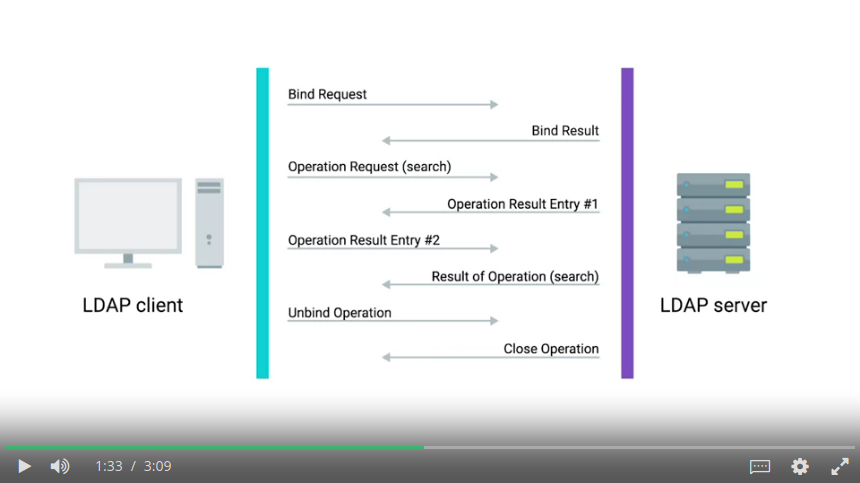 Bind Request
Bind Result
Operation Request (search)
Operation Result Entry #1
Operation Result Entry #2
Result of Operation (search)
Unbind Operation
Close Operation
LDAP client
LDAP server
1:33 / 3:09